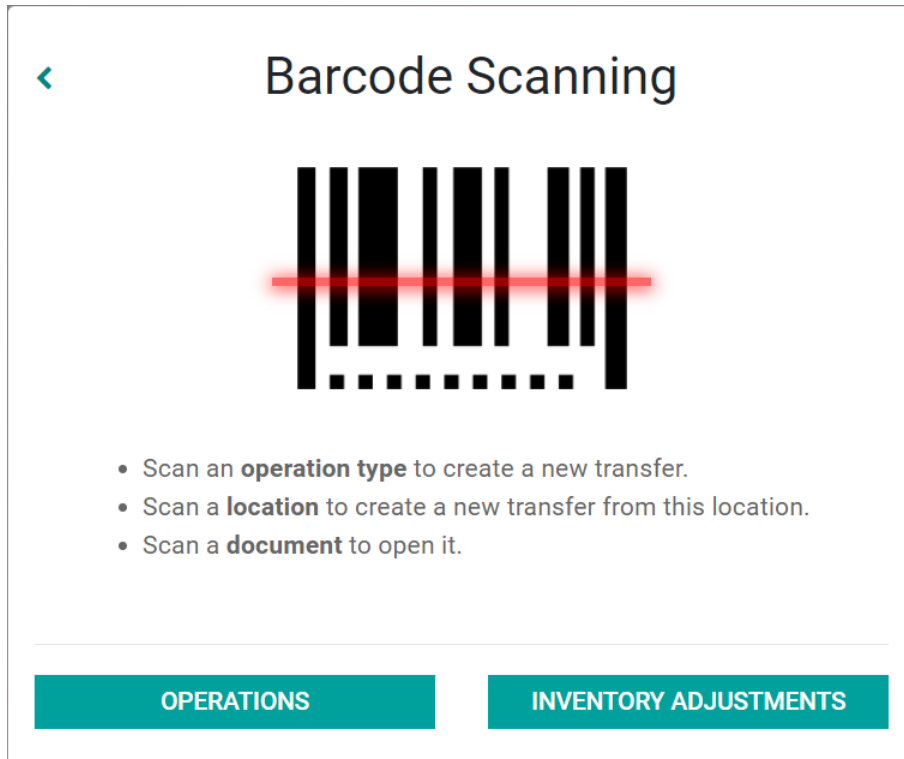 Barcode Scanning
Scan an operation type to create a new transfer.
Scan a location to create a new transfer from this location.
Scan a document to open it.
OPERATIONS
INVENTORY ADJUSTMENTS